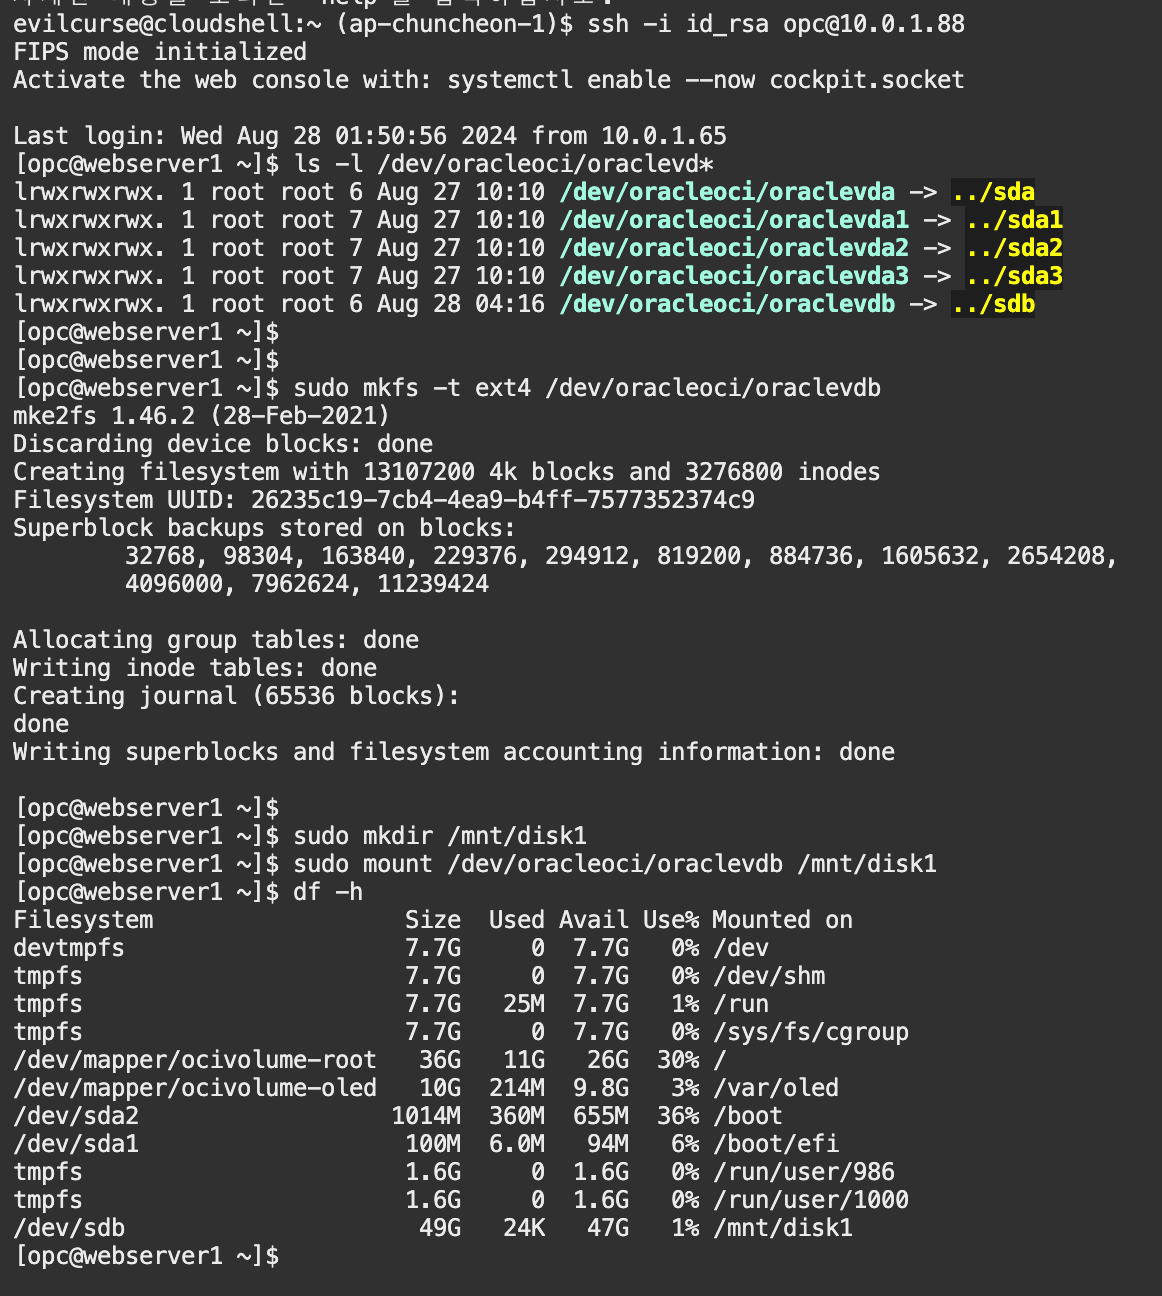 evilcurse@cloudshell:~ (ap-chuncheon-1)$ ssh -i id_rsa opc@10.0.1.88
FIPS mode initialized
Activate the web console with: systemctl enable --now cockpit.socket

Last login: Wed Aug 28 01:50:56 2024 from 10.0.1.65
[opc@webserver1 ~]$ ls -l /dev/oracleoci/oraclevd*
lrwxrwxrwx. 1 root root 6 Aug 27 10:10 /dev/oracleoci/oraclevda -> ../sda
lrwxrwxrwx. 1 root root 7 Aug 27 10:10 /dev/oracleoci/oraclevda1 -> ../sda1
lrwxrwxrwx. 1 root root 7 Aug 27 10:10 /dev/oracleoci/oraclevda2 -> ../sda2
lrwxrwxrwx. 1 root root 7 Aug 27 10:10 /dev/oracleoci/oraclevda3 -> ../sda3
lrwxrwxrwx. 1 root root 6 Aug 28 04:16 /dev/oracleoci/oraclevdb -> ../sdb
[opc@webserver1 ~]$
[opc@webserver1 ~]$
[opc@webserver1 ~]$ sudo mkfs -t ext4 /dev/oracleoci/oraclevdb
mke2fs 1.46.2 (28-Feb-2021)
Discarding device blocks: done
Creating filesystem with 13107200 4k blocks and 3276800 inodes
Filesystem UUID: 26235c19-7cb4-4ea9-b4ff-7577352374c9
Superblock backups stored on blocks:
        32768, 98304, 163840, 229376, 294912, 819200, 884736, 1605632, 2654208,
        4096000, 7962624, 11239424

Allocating group tables: done
Writing inode tables: done
Creating journal (65536 blocks):
done
Writing superblocks and filesystem accounting information: done

[opc@webserver1 ~]$
[opc@webserver1 ~]$ sudo mkdir /mnt/disk1
[opc@webserver1 ~]$ sudo mount /dev/oracleoci/oraclevdb /mnt/disk1
[opc@webserver1 ~]$ df -h
Filesystem                  Size  Used Avail Use% Mounted on
devtmpfs                    7.7G     0  7.7G   0% /dev
tmpfs                       7.7G     0  7.7G   0% /dev/shm
tmpfs                       7.7G   25M  7.7G   1% /run
tmpfs                       7.7G     0  7.7G   0% /sys/fs/cgroup
/dev/mapper/ocivolume-root   36G   11G   26G  30% /
/dev/mapper/ocivolume-oled   10G  214M  9.8G   3% /var/oled
/dev/sda2                  1014M  360M  655M  36% /boot
/dev/sda1                   100M  6.0M   94M   6% /boot/efi
tmpfs                       1.6G     0  1.6G   0% /run/user/986
tmpfs                       1.6G     0  1.6G   0% /run/user/1000
/dev/sdb                     49G   24K   47G   1% /mnt/disk1
[opc@webserver1 ~]$